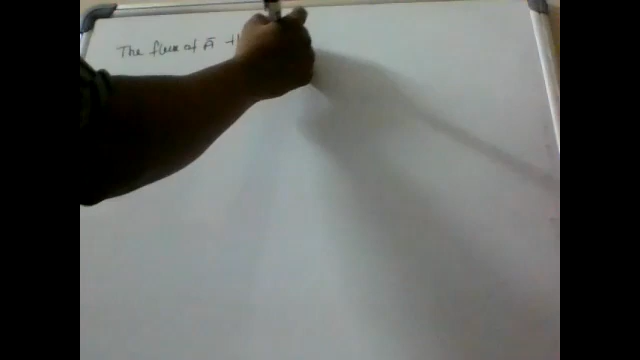 The flux of Ā